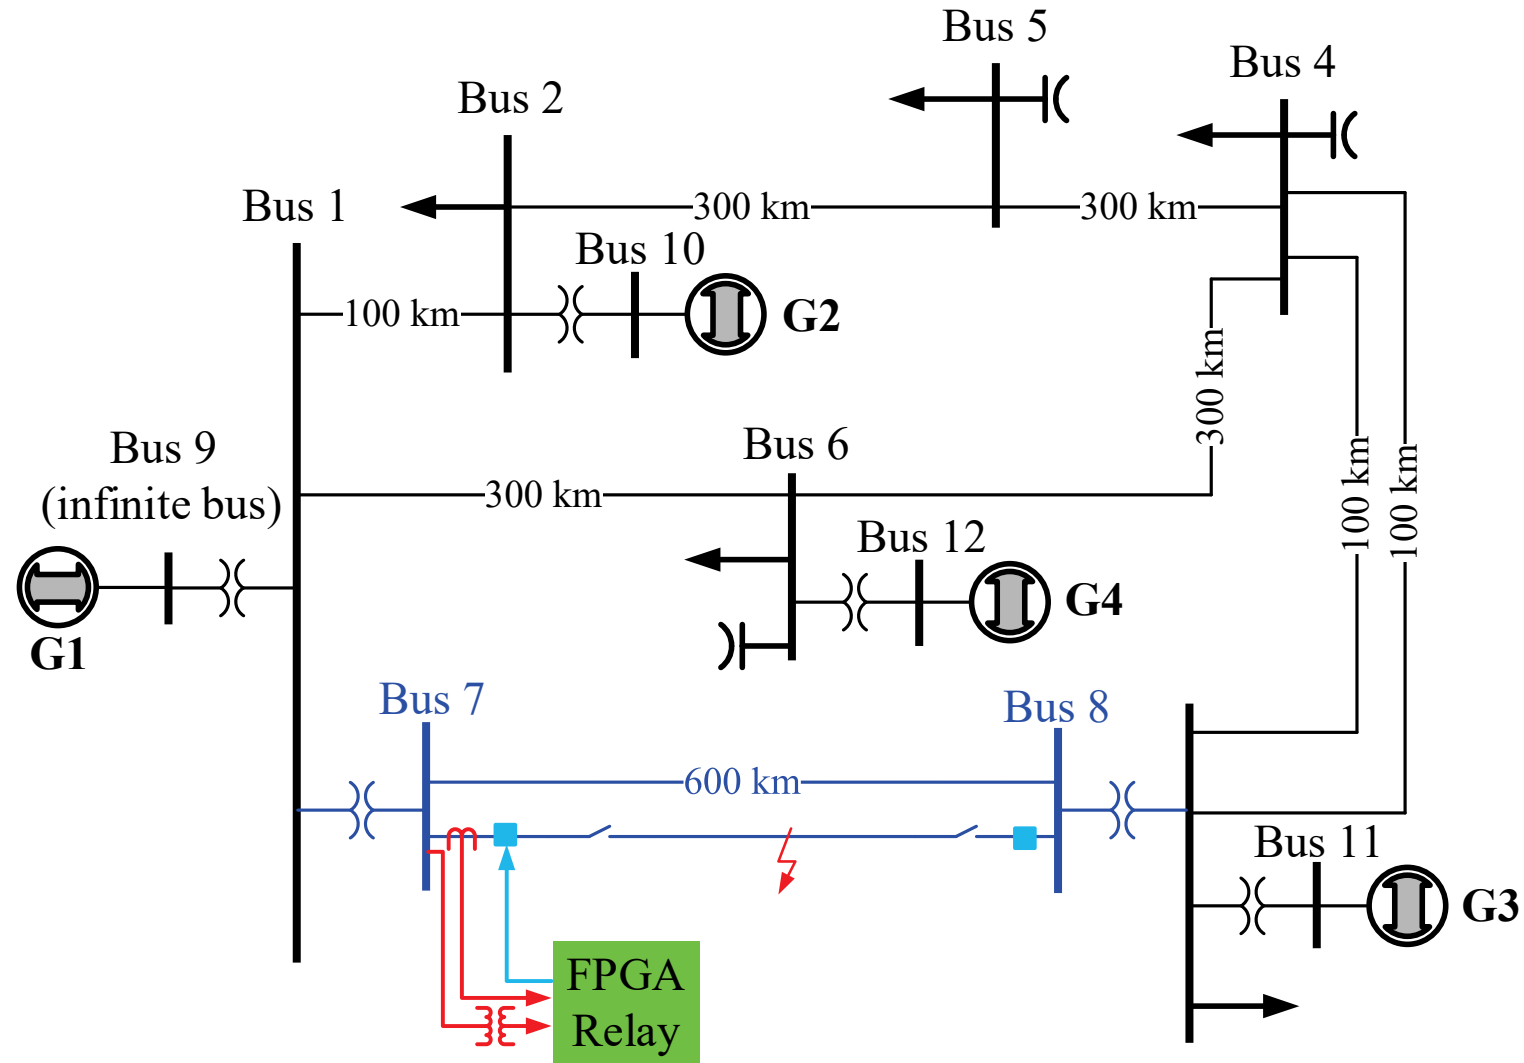 Bus 5
Bus 4
Bus 2
Bus 1
300 km
300 km
Bus 10
100 km
G2
300 km
Bus 9
(infinite bus)
Bus 6
100 km
100 km
300 km
Bus 12
G4
G1
Bus 7
Bus 8
600 km
Bus 11
G3
FPGA
Relay